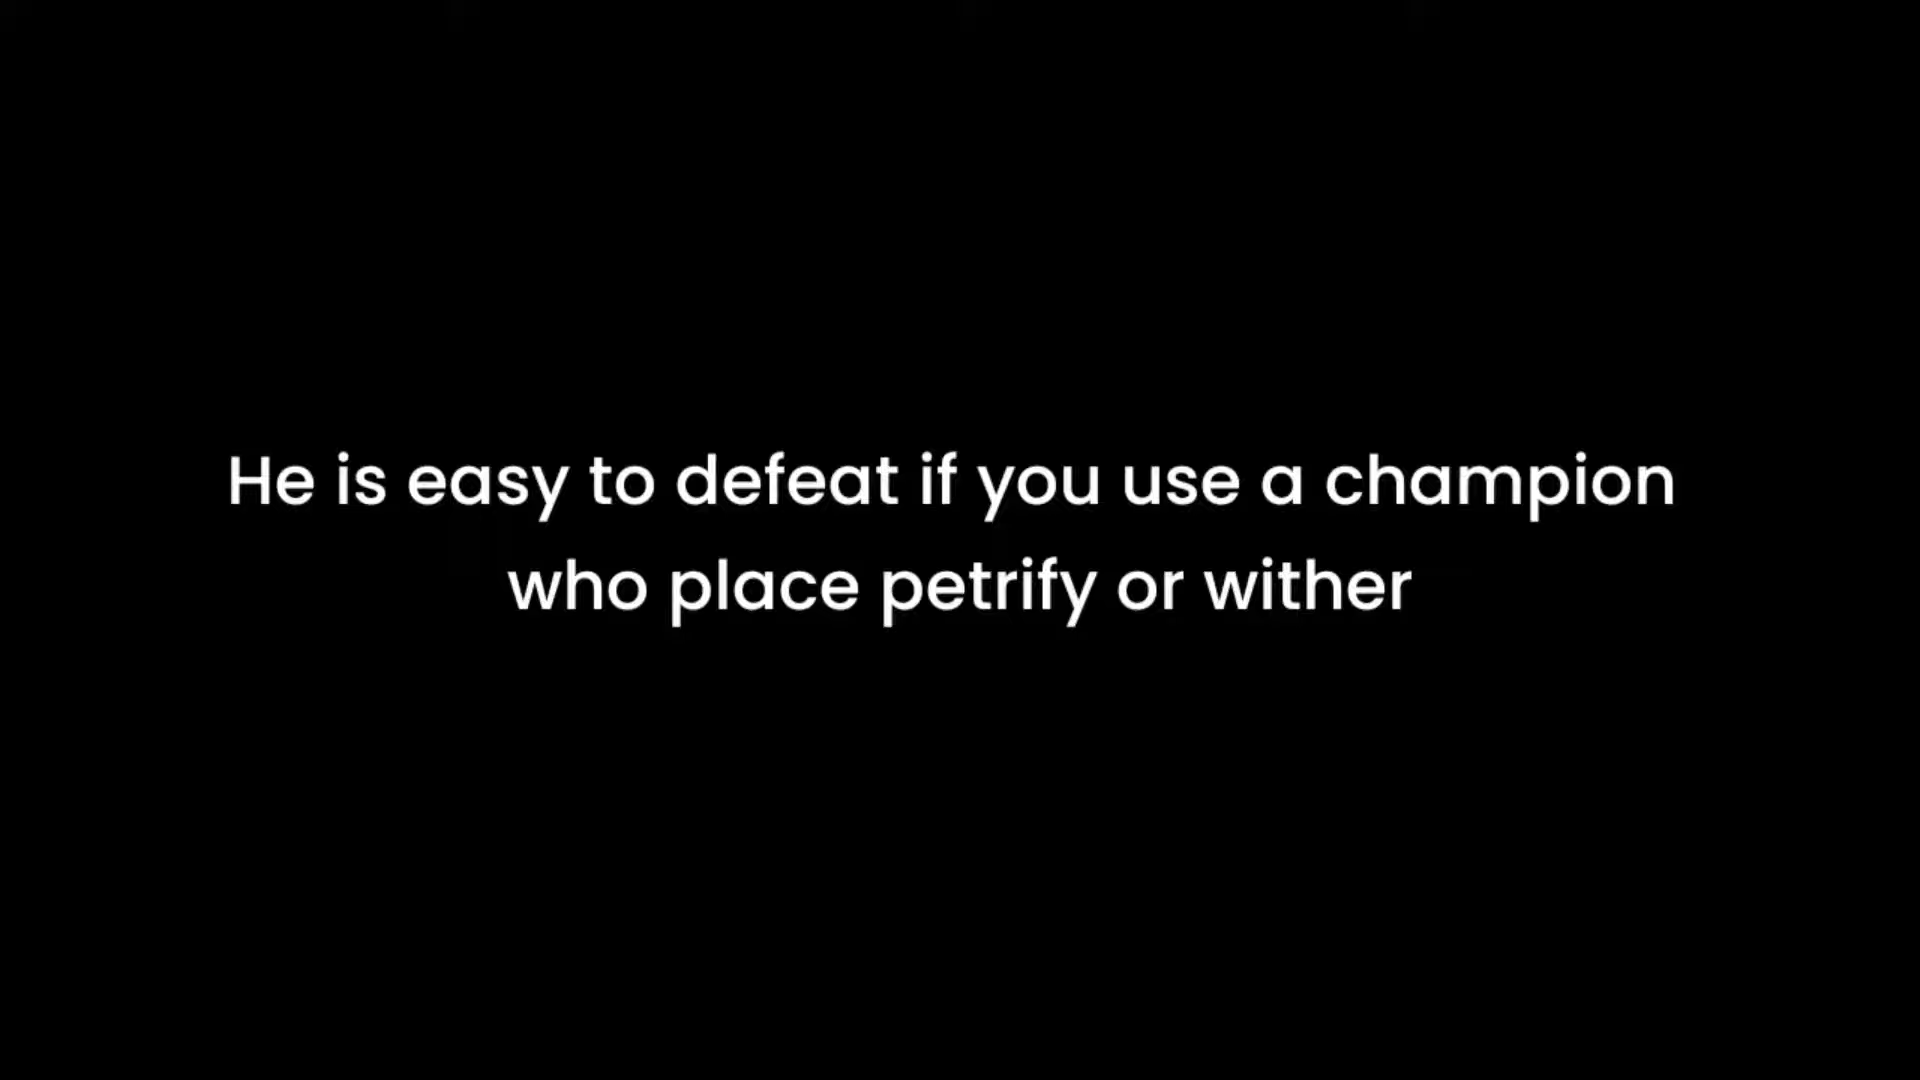 He is easy to defeat if you use a champion
who place petrify or wither